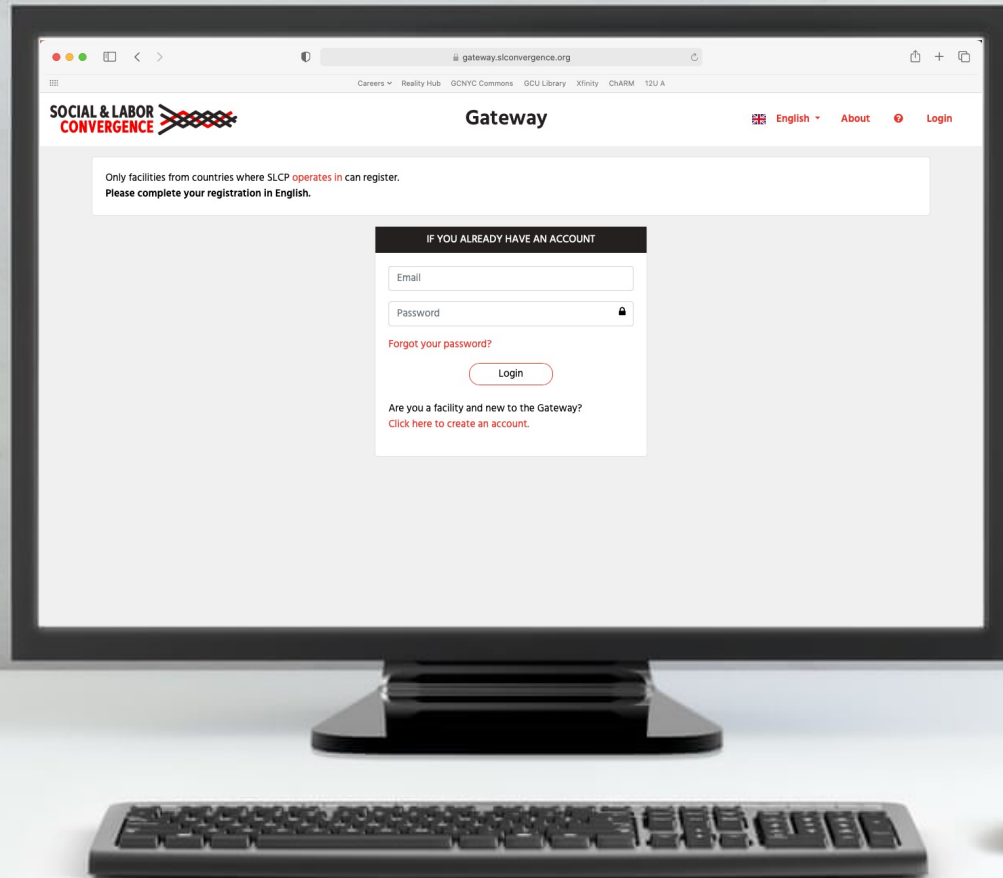 gateway.slconvergence.org
Careers Reality Hub GCNYC Commons GCU Library Xfinity ChARM 12U A
SOCIAL & LABOR
CONVERGENCE
Gateway
English About ? Login
Only facilities from countries where SLCP operates in can register.
Please complete your registration in English.
IF YOU ALREADY HAVE AN ACCOUNT
Email
Password
Forgot your password?
Login
Are you a facility and new to the Gateway?
Click here to create an account.